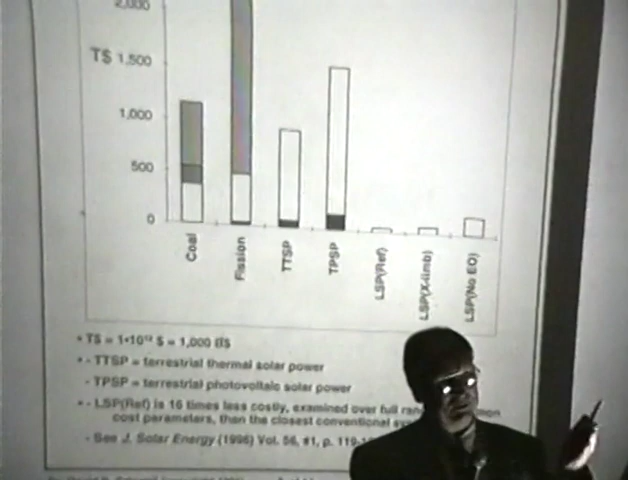 2,000
T$ 1,500
1,000
500
0
Coal
Fission
TTSP
TPSP
LSP(Ref)
LSP(X-limb)
LSP(No EO)
• T$ = 1•10¹² $ = 1,000 B$
• - TTSP = terrestrial thermal solar power
- TPSP = terrestrial photovoltaic solar power
• - LSP(Ref) is 16 times less costly, examined over full
cost parameters, than the closest conventional
- See J. Solar Energy (1996) Vol. 56, #1, p. 119-